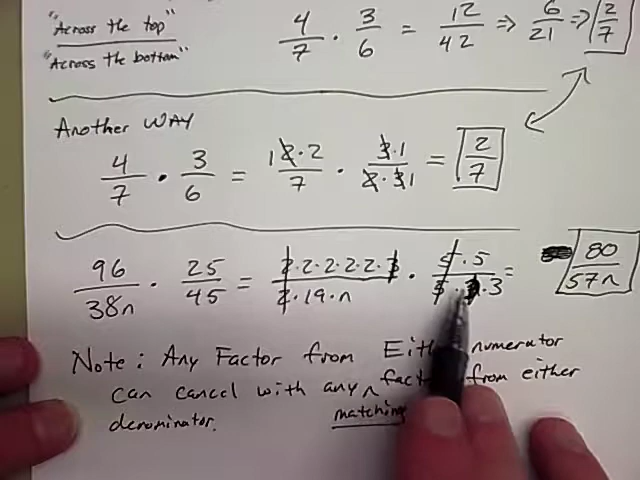 "Across the top"
"Across the bottom"
4/7 · 3/6 = 12/42 ⇒ 6/21 ⇒ 2/7
Another WAY
4/7 · 3/6 = 1 2·2/7 · 3·1/2·3 1 = 2/7
96/38n · 25/45 = 2·2·2·2·2·3/2·19·n · 5·5/5·3·3 = 80/57n
Note: Any Factor from numerator
can cancel with any matching from either
denominator.